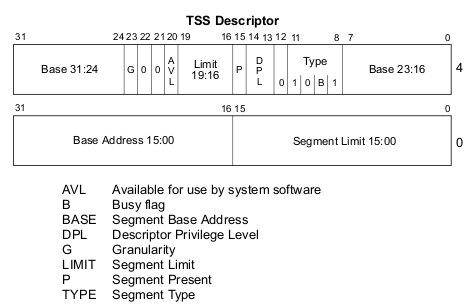 TSS Descriptor
31 24 23 22 21 20 19 16 15 14 13 12 11 8 7 0
Base 31:24 G 0 0 A V L Limit 19:16 P D P L 0 Type 1 0 B 1 Base 23:16 4
31 16 15 0
Base Address 15:00 Segment Limit 15:00 0
AVL Available for use by system software
B Busy flag
BASE Segment Base Address
DPL Descriptor Privilege Level
G Granularity
LIMIT Segment Limit
P Segment Present
TYPE Segment Type